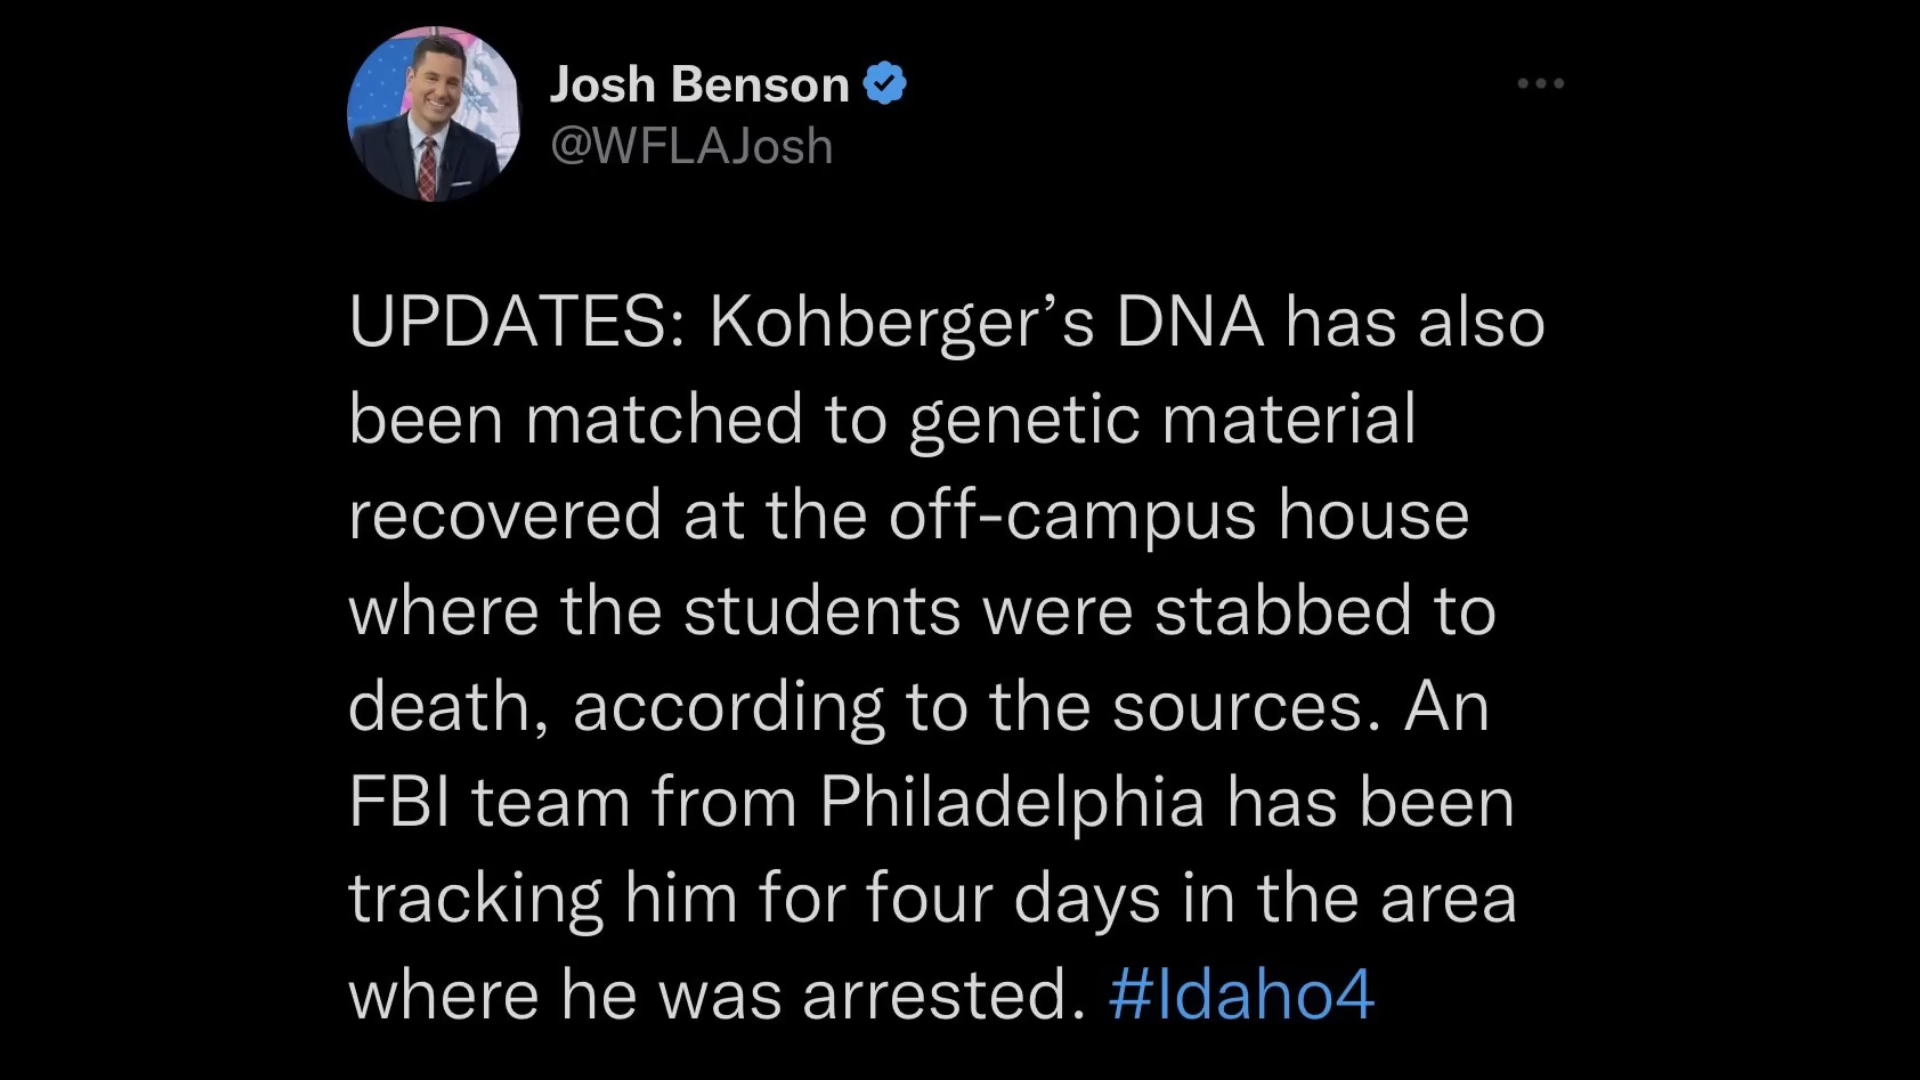 Josh Benson
@WFLAJosh
UPDATES: Kohberger’s DNA has also
been matched to genetic material
recovered at the off-campus house
where the students were stabbed to
death, according to the sources. An
FBI team from Philadelphia has been
tracking him for four days in the area
where he was arrested. #Idaho4